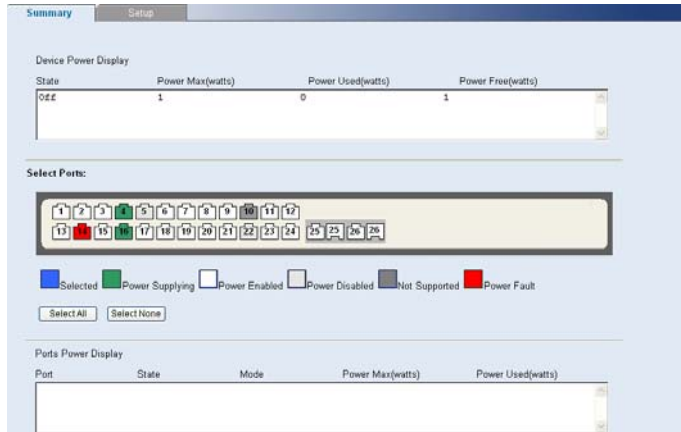 Summary Setup
Device Power Display
State Power Max(watts) Power Used(watts) Power Free(watts)
Off 1 0 1
Select Ports:
1 2 3 4 5 6 7 8 9 10 11 12
13 14 15 16 17 18 19 20 21 22 23 24 25 25 26 26
Selected Power Supplying Power Enabled Power Disabled Not Supported Power Fault
Select All Select None
Ports Power Display
Port State Mode Power Max(watts) Power Used(watts)